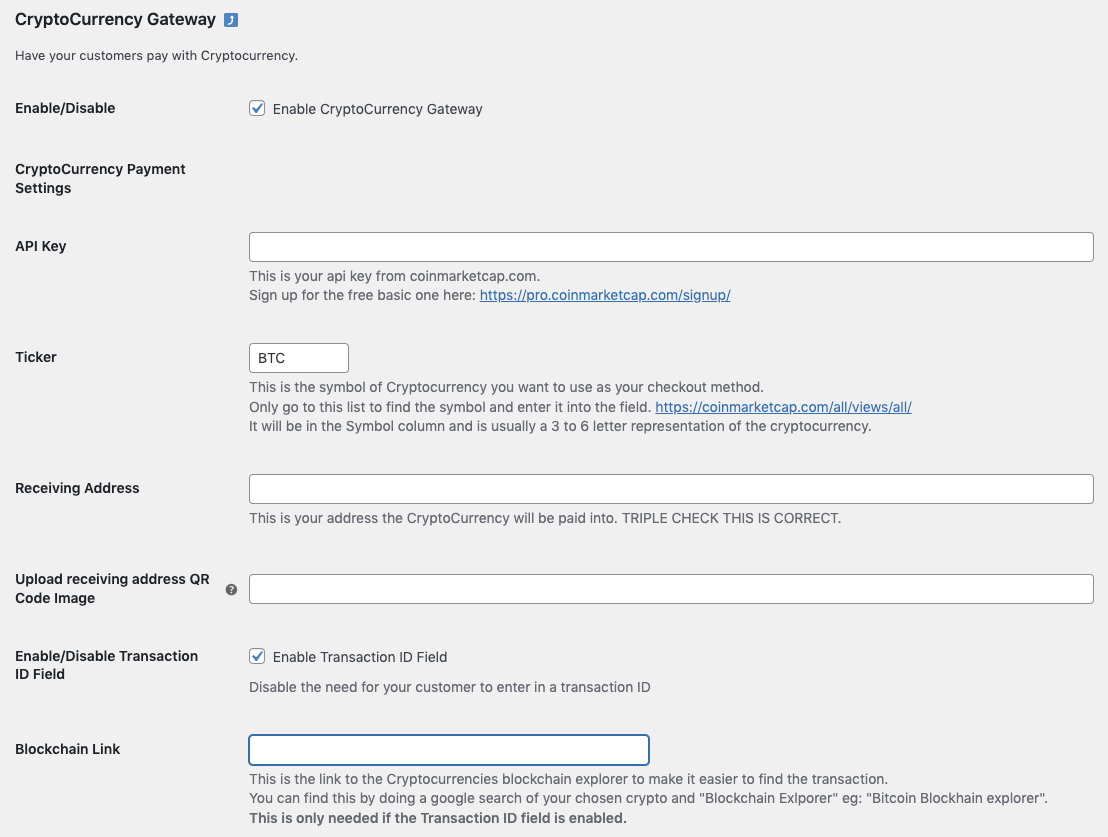 CryptoCurrency Gateway ⤴
Have your customers pay with Cryptocurrency.
Enable/Disable
Enable CryptoCurrency Gateway
CryptoCurrency Payment
Settings
API Key
This is your api key from coinmarketcap.com.
Sign up for the free basic one here: https://pro.coinmarketcap.com/signup/
Ticker
BTC
This is the symbol of Cryptocurrency you want to use as your checkout method.
Only go to this list to find the symbol and enter it into the field. https://coinmarketcap.com/all/views/all/
It will be in the Symbol column and is usually a 3 to 6 letter representation of the cryptocurrency.
Receiving Address
This is your address the CryptoCurrency will be paid into. TRIPLE CHECK THIS IS CORRECT.
Upload receiving address QR
Code Image
?
Enable/Disable Transaction
ID Field
Enable Transaction ID Field
Disable the need for your customer to enter in a transaction ID
Blockchain Link
This is the link to the Cryptocurrencies blockchain explorer to make it easier to find the transaction.
You can find this by doing a google search of your chosen crypto and "Blockchain Exlporer" eg: "Bitcoin Blockhain explorer".
This is only needed if the Transaction ID field is enabled.